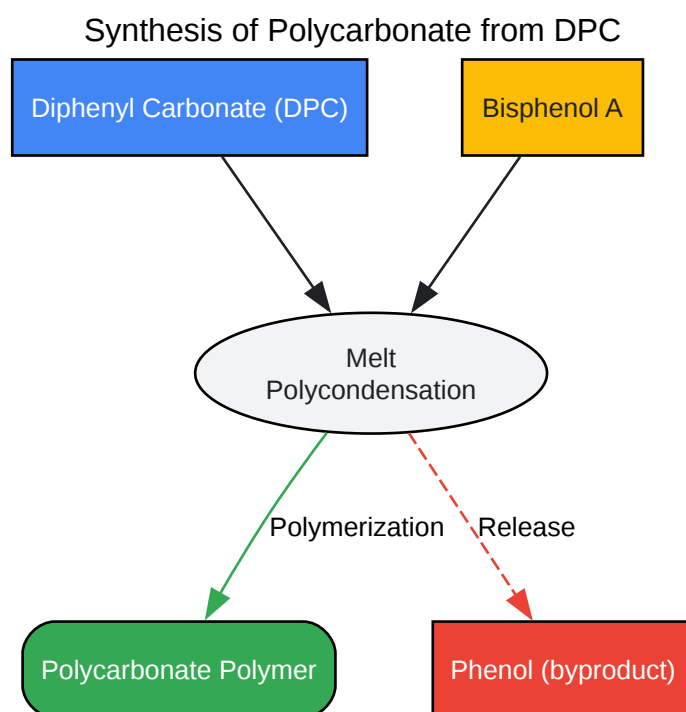 Synthesis of Polycarbonate from DPC
Diphenyl Carbonate (DPC)
Bisphenol A
Melt
Polycondensation
Polymerization
Release
Polycarbonate Polymer
Phenol (byproduct)